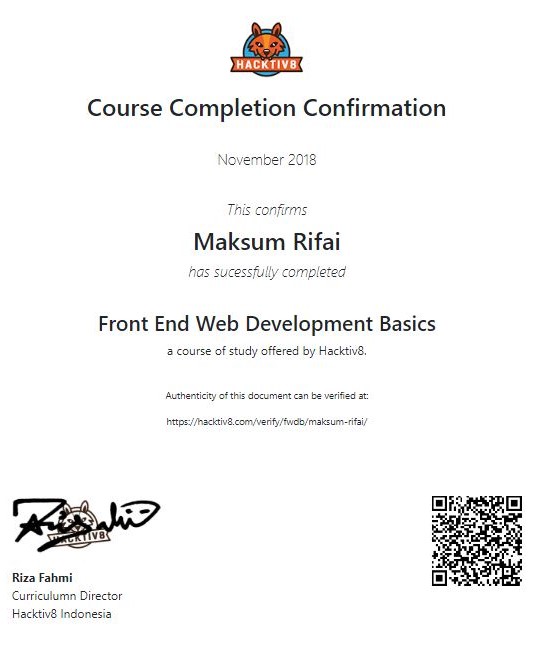 HACKTIV8
Course Completion Confirmation
November 2018
This confirms
Maksum Rifai
has sucessfully completed
Front End Web Development Basics
a course of study offered by Hacktiv8.
Authenticity of this document can be verified at:
https://hacktiv8.com/verify/fwdb/maksum-rifai/
HACKTIV8
Riza Fahmi
Curriculumn Director
Hacktiv8 Indonesia